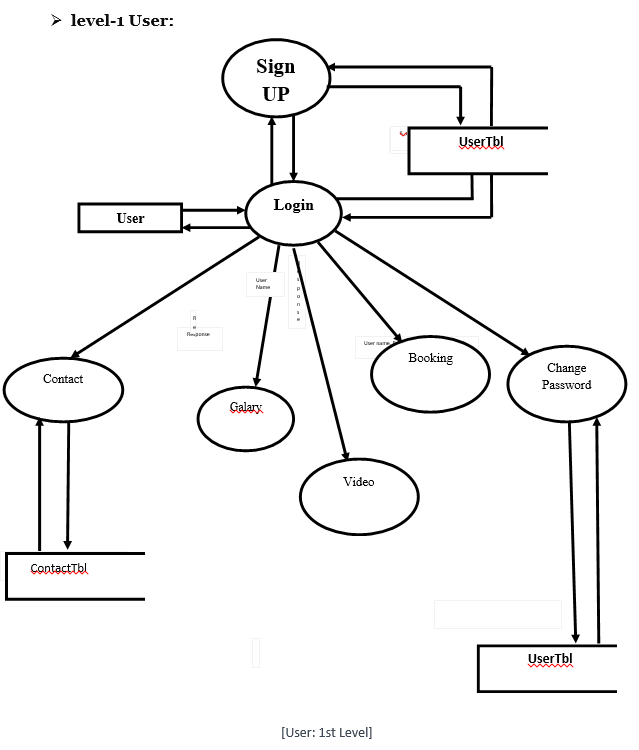 ➢ level-1 User:
Sign
UP
UserTbl
Login
User
User
Name
R
e
s
p
o
n
s
e
R
e
Response
User name,
Contact
Galary
Video
Booking
Change
Password
ContactTbl
UserTbl
[User: 1st Level]